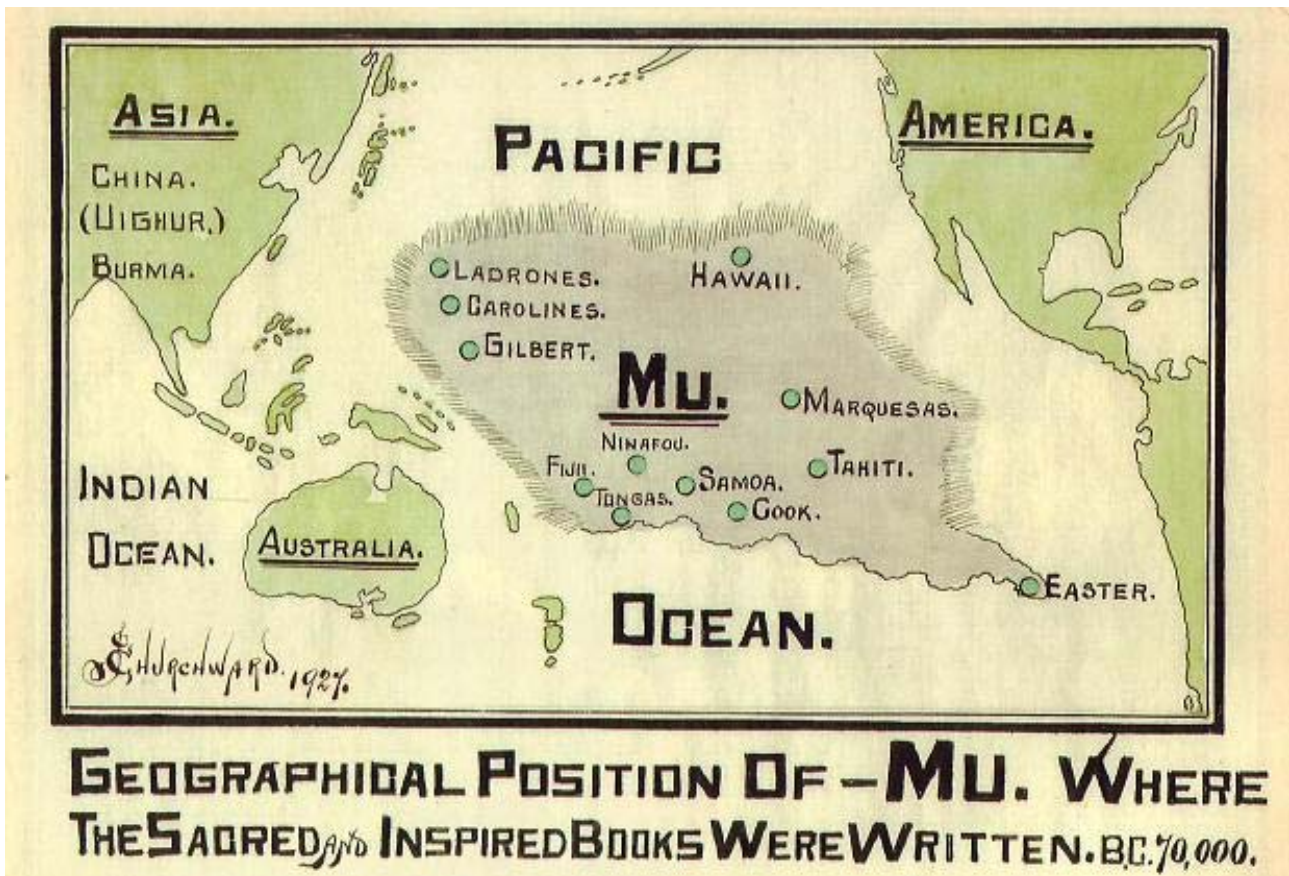 ASIA.
CHINA.
(UIGHUR,)
BURMA.
PACIFIC
AMERICA.
LADRONES.
HAWAII.
CAROLINES.
GILBERT.
MU.
MARQUESAS.
NINAFOU.
FIJII.
TONGAS.
SAMOA.
TAHITI.
COOK.
INDIAN
OCEAN.
AUSTRALIA.
EASTER.
OCEAN.
J CHURCHWARD. 1927.
GEOGRAPHICAL POSITION OF – MU. WHERE
THE SACRED AND INSPIRED BOOKS WERE WRITTEN. B.C. 70,000.